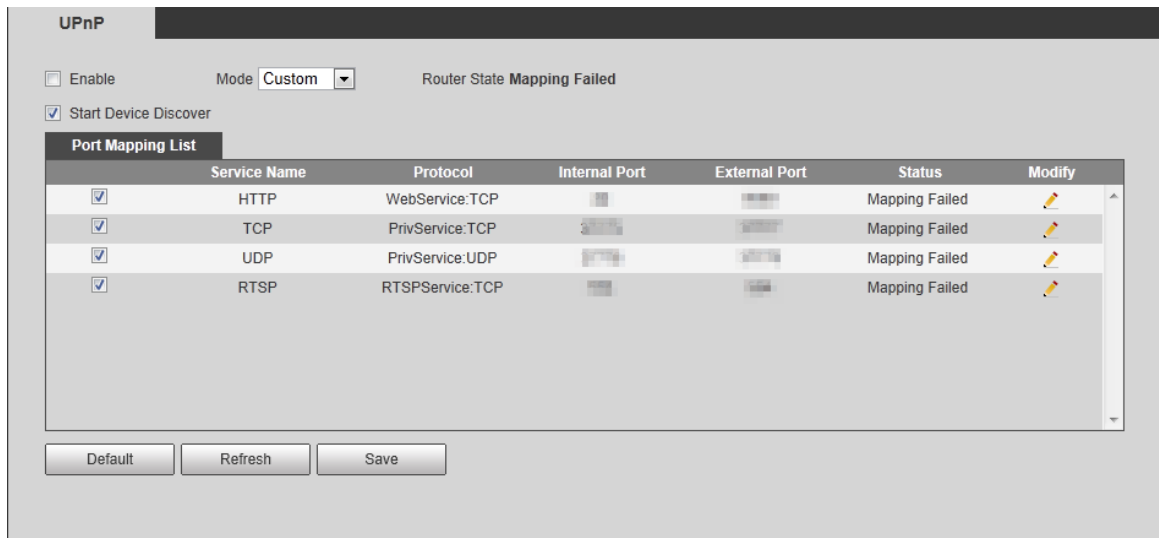 UPnP
Enable Mode Custom Router State Mapping Failed
Start Device Discover
Port Mapping List
Service Name Protocol Internal Port External Port Status Modify
HTTP WebService:TCP Mapping Failed
TCP PrivService:TCP Mapping Failed
UDP PrivService:UDP Mapping Failed
RTSP RTSPService:TCP Mapping Failed
Default Refresh Save